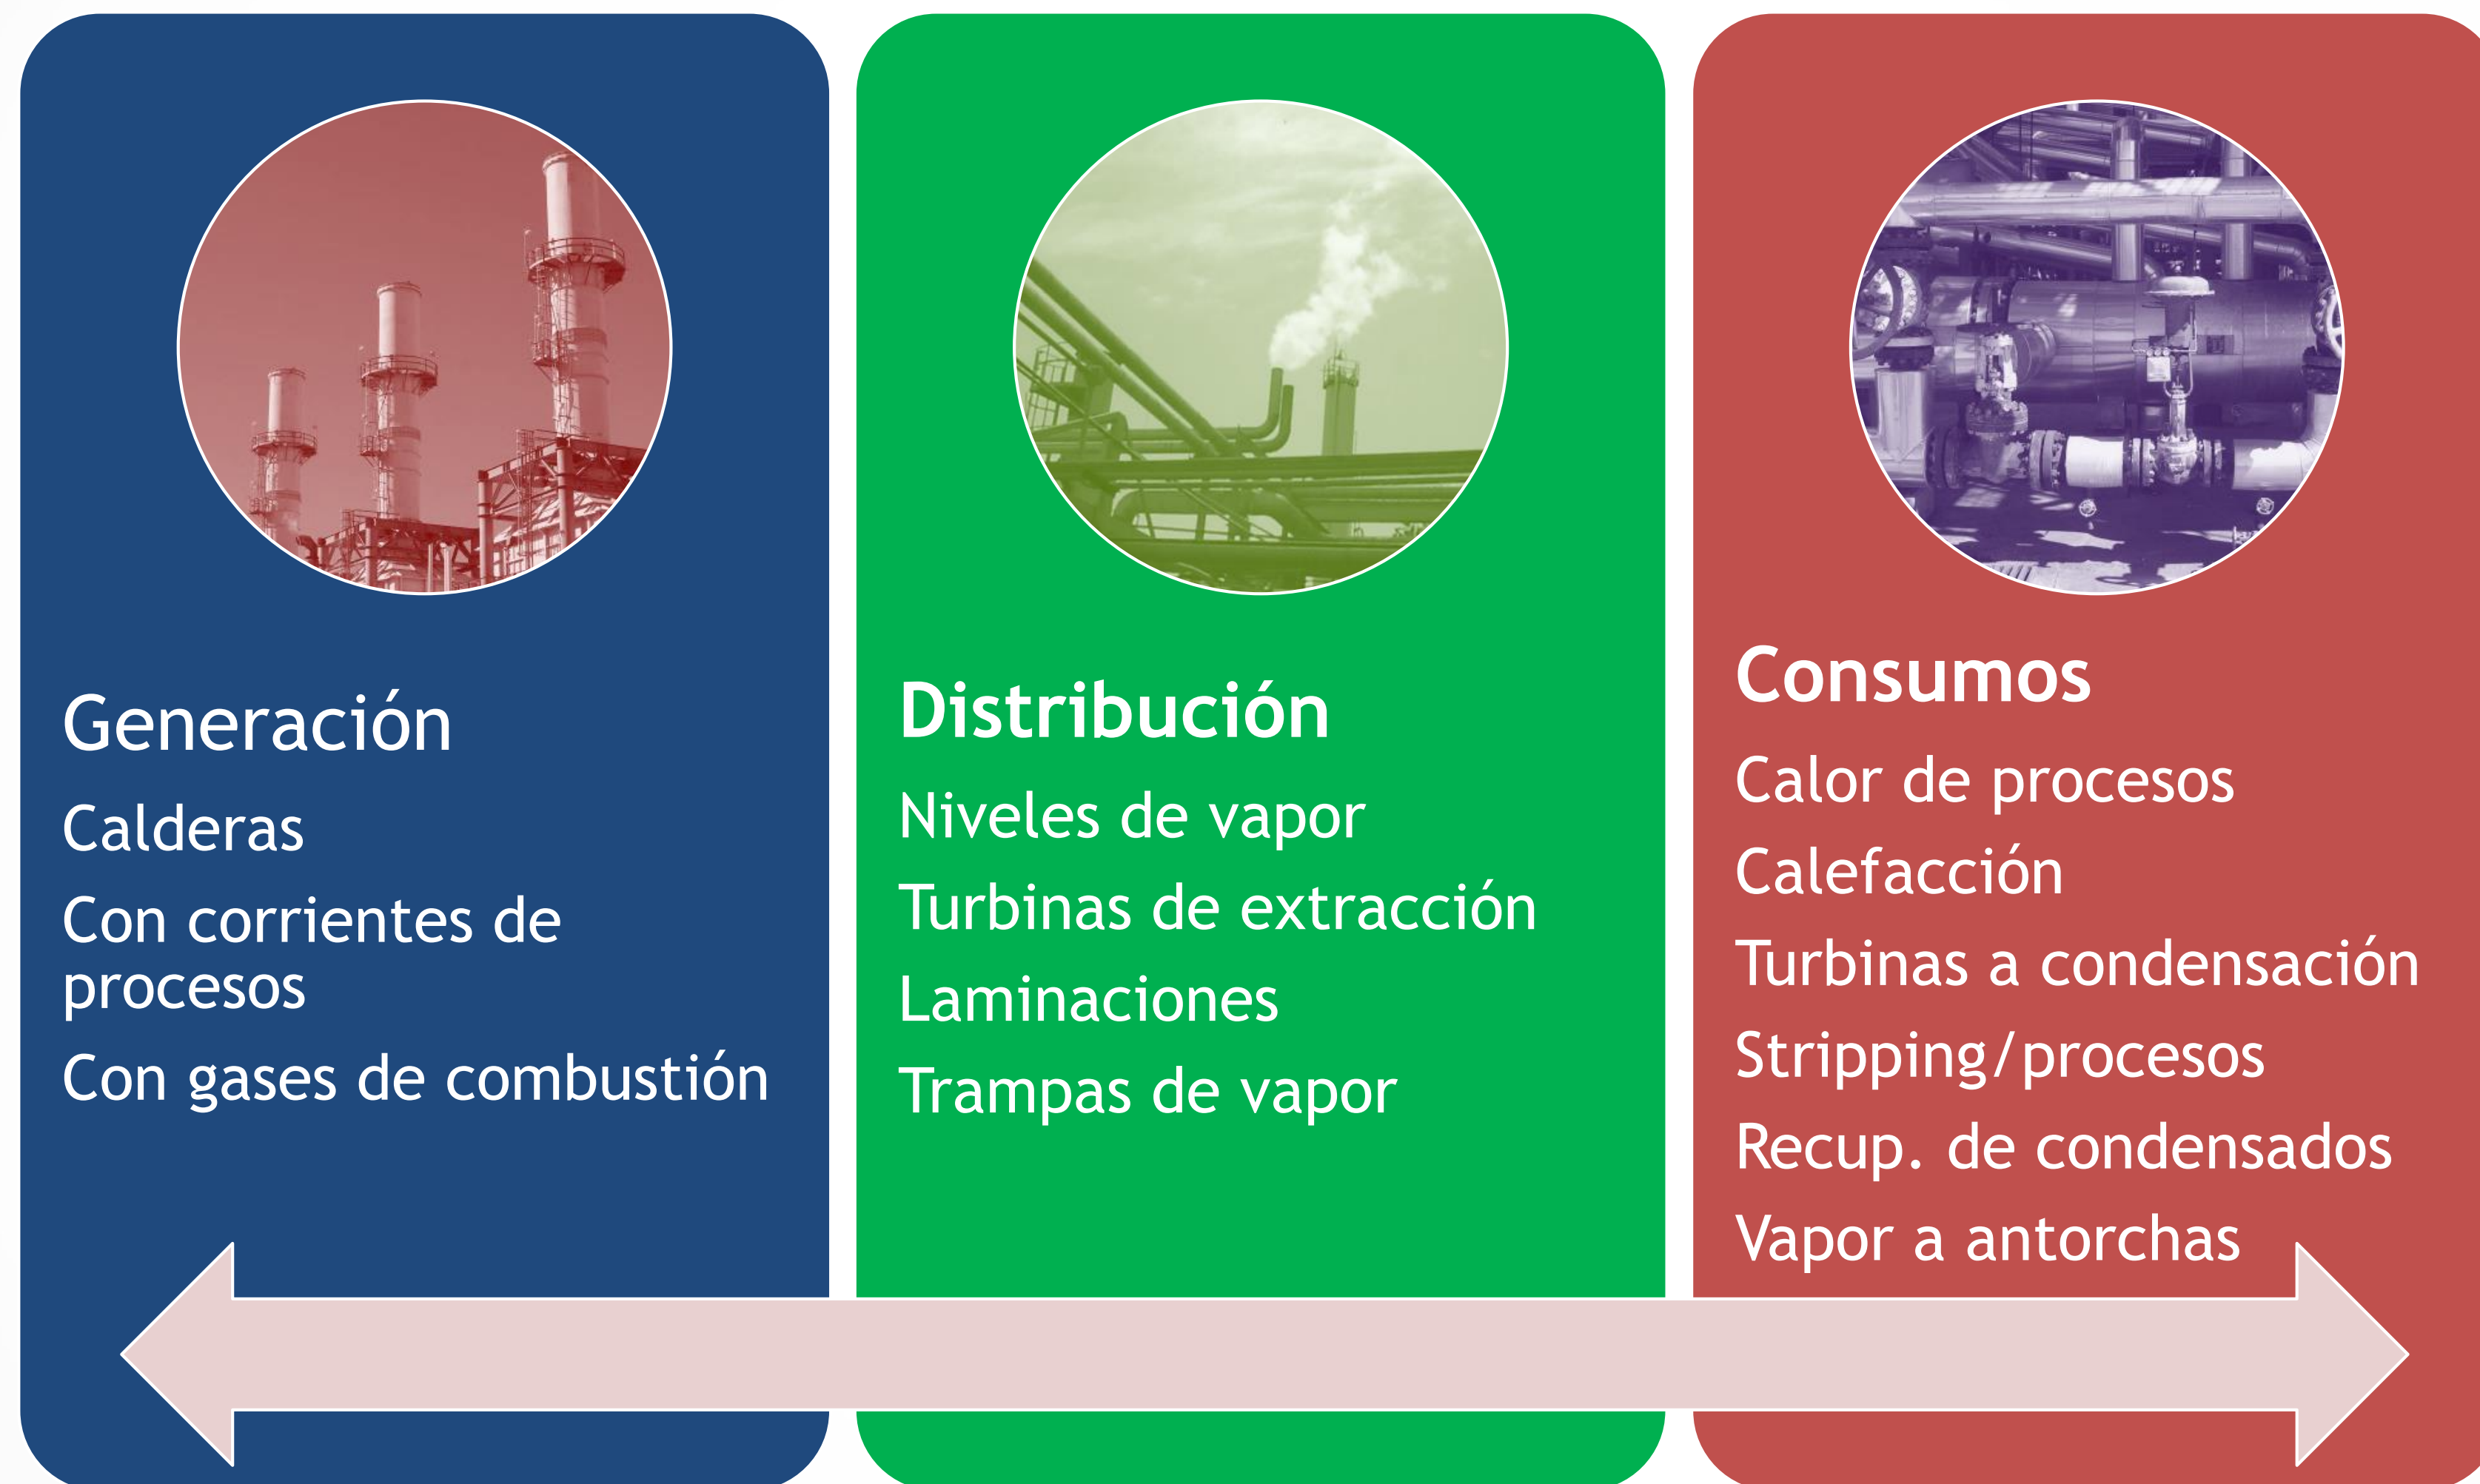 Generación
Calderas
Con corrientes de
procesos
Con gases de combustión
Distribución
Niveles de vapor
Turbinas de extracción
Laminaciones
Trampas de vapor
Consumos
Calor de procesos
Calefacción
Turbinas a condensación
Stripping/procesos
Recup. de condensados
Vapor a antorchas